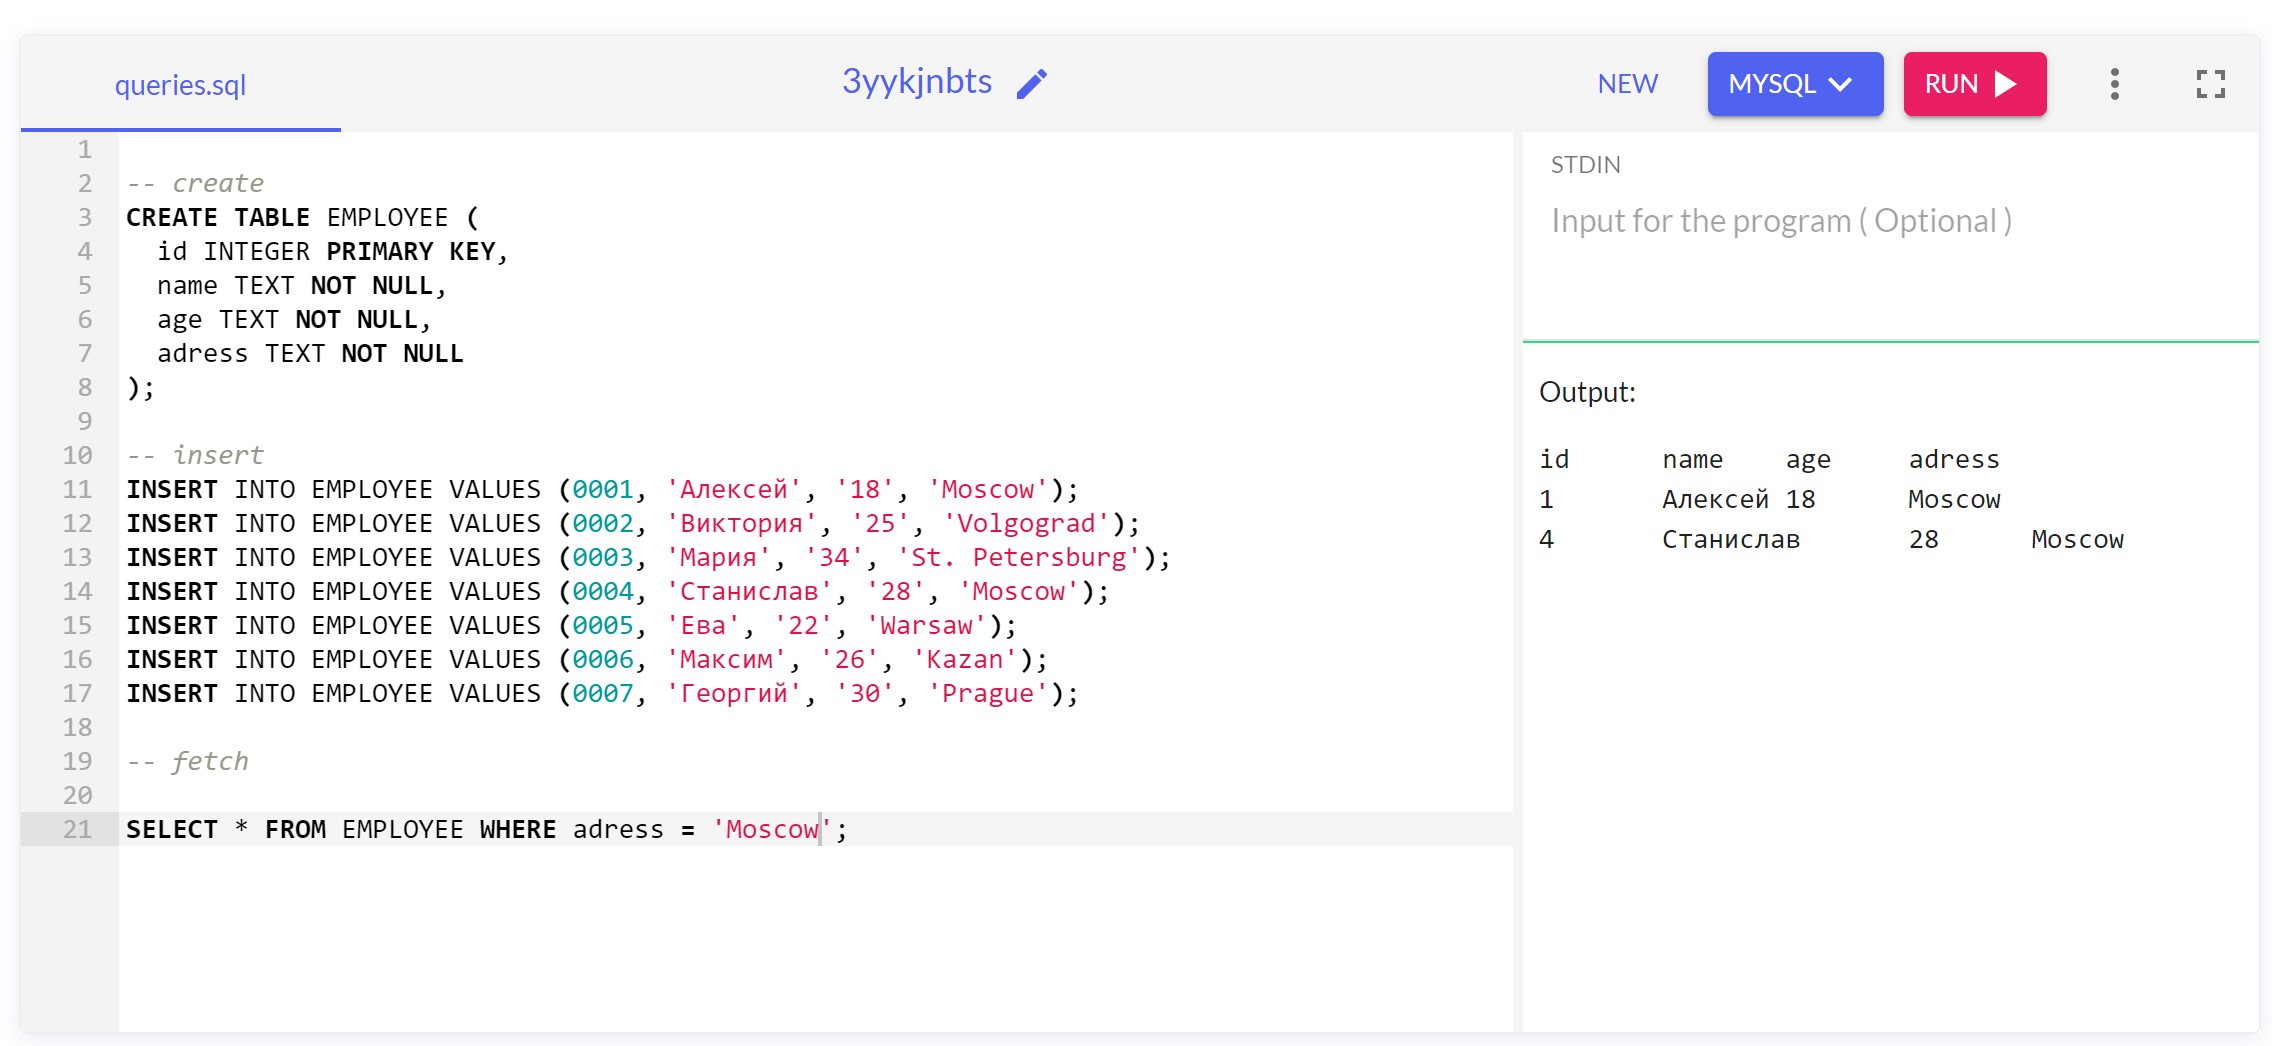 queries.sql
3yykjnbts
NEW
MYSQL
RUN
1
2 -- create
3 CREATE TABLE EMPLOYEE (
4   id INTEGER PRIMARY KEY,
5   name TEXT NOT NULL,
6   age TEXT NOT NULL,
7   adress TEXT NOT NULL
8 );
9
10 -- insert
11 INSERT INTO EMPLOYEE VALUES (0001, 'Алексей', '18', 'Moscow');
12 INSERT INTO EMPLOYEE VALUES (0002, 'Виктория', '25', 'Volgograd');
13 INSERT INTO EMPLOYEE VALUES (0003, 'Мария', '34', 'St. Petersburg');
14 INSERT INTO EMPLOYEE VALUES (0004, 'Станислав', '28', 'Moscow');
15 INSERT INTO EMPLOYEE VALUES (0005, 'Ева', '22', 'Warsaw');
16 INSERT INTO EMPLOYEE VALUES (0006, 'Максим', '26', 'Kazan');
17 INSERT INTO EMPLOYEE VALUES (0007, 'Георгий', '30', 'Prague');
18
19 -- fetch
20
21 SELECT * FROM EMPLOYEE WHERE adress = 'Moscow';
STDIN
Input for the program ( Optional )
Output:
id name age adress
1 Алексей 18 Moscow
4 Станислав 28 Moscow